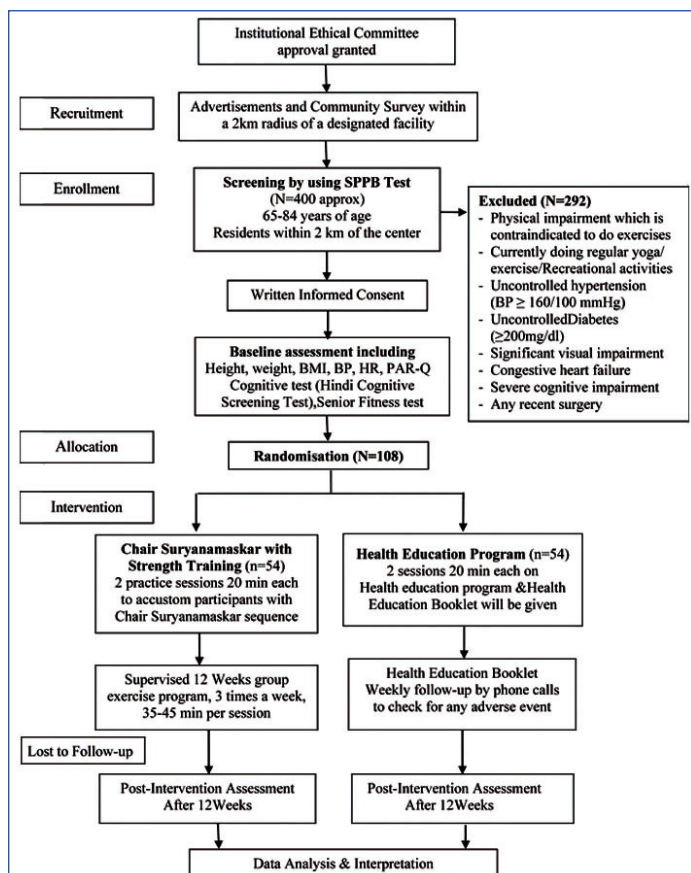 Institutional Ethical Committee
approval granted
Recruitment
Advertisements and Community Survey within
a 2km radius of a designated facility
Enrollment
Screening by using SPPB Test
(N=400 approx)
65-84 years of age
Residents within 2 km of the center
Excluded (N=292)
- Physical impairment which is
contraindicated to do exercises
- Currently doing regular yoga/
exercise/Recreational activities
- Uncontrolled hypertension
(BP ≥ 160/100 mmHg)
- UncontrolledDiabetes
(≥200mg/dl)
- Significant visual impairment
- Congestive heart failure
- Severe cognitive impairment
- Any recent surgery
Written Informed Consent
Baseline assessment including
Height, weight, BMI, BP, HR, PAR-Q
Cognitive test (Hindi Cognitive
Screening Test),Senior Fitness test
Allocation
Randomisation (N=108)
Intervention
Chair Suryanamaskar with
Strength Training (n=54)
2 practice sessions 20 min each
to accustom participants with
Chair Suryanamaskar sequence
Health Education Program (n=54)
2 sessions 20 min each on
Health education program &Health
Education Booklet will be given
Supervised 12 Weeks group
exercise program, 3 times a week,
35-45 min per session
Health Education Booklet
Weekly follow-up by phone calls
to check for any adverse event
Lost to Follow-up
Post-Intervention Assessment
After 12Weeks
Post-Intervention Assessment
After 12Weeks
Data Analysis & Interpretation